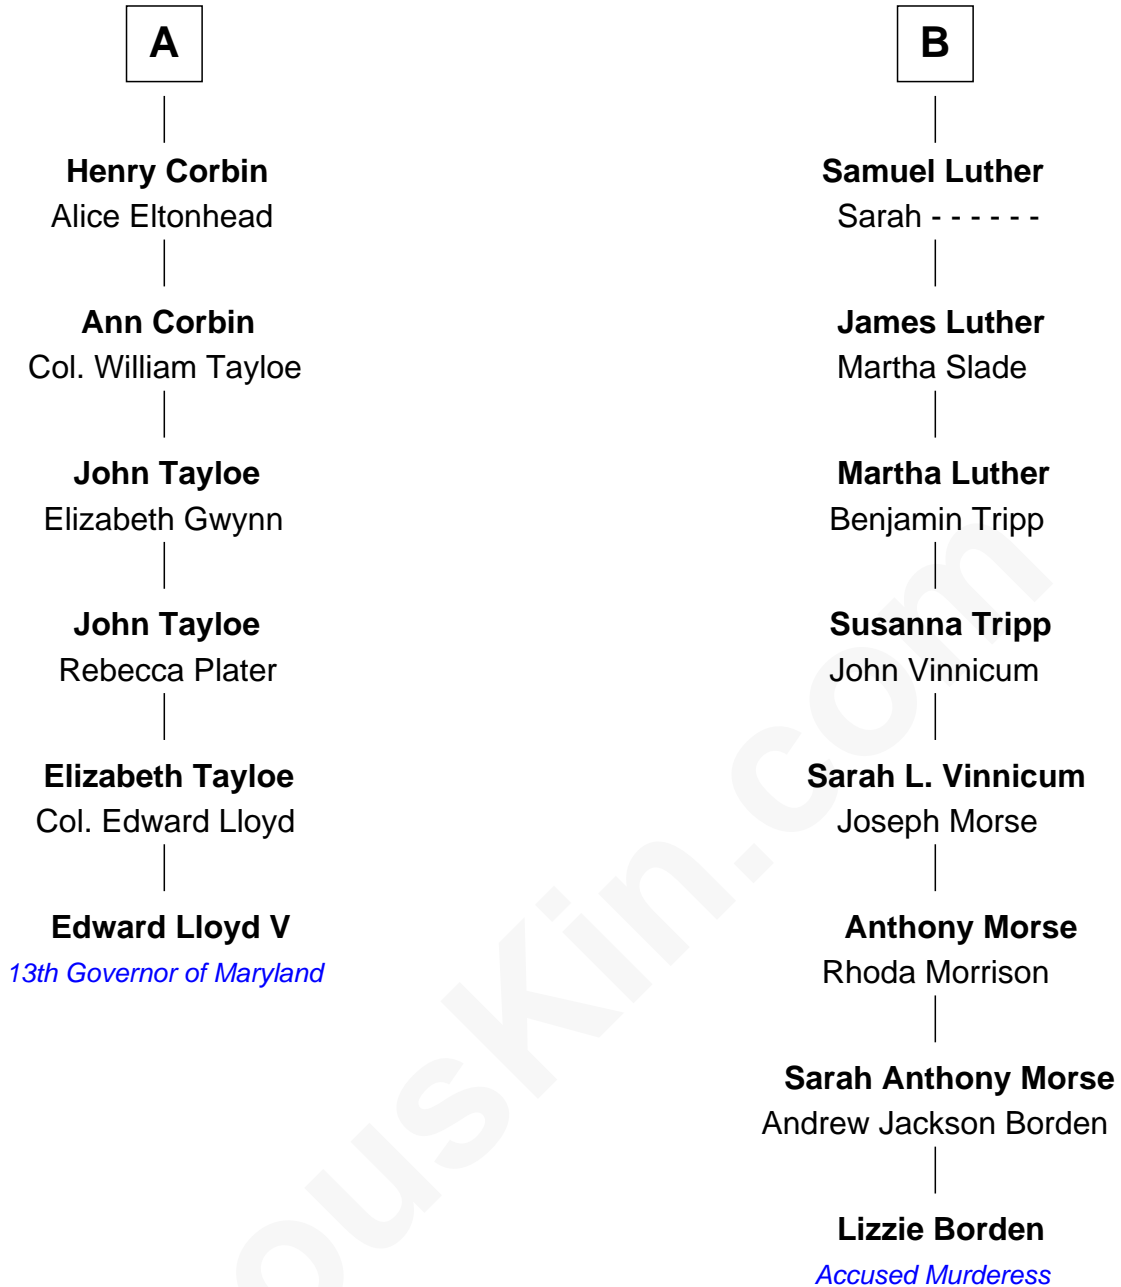 A
Henry Corbin
Alice Eltonhead
Ann Corbin
Col. William Tayloe
John Tayloe
Elizabeth Gwynn
John Tayloe
Rebecca Plater
Elizabeth Tayloe
Col. Edward Lloyd
Edward Lloyd V
13th Governor of Maryland
B
Samuel Luther
Sarah - - - - - -
James Luther
Martha Slade
Martha Luther
Benjamin Tripp
Susanna Tripp
John Vinnicum
Sarah L. Vinnicum
Joseph Morse
Anthony Morse
Rhoda Morrison
Sarah Anthony Morse
Andrew Jackson Borden
Lizzie Borden
Accused Murderess
ousKin.com